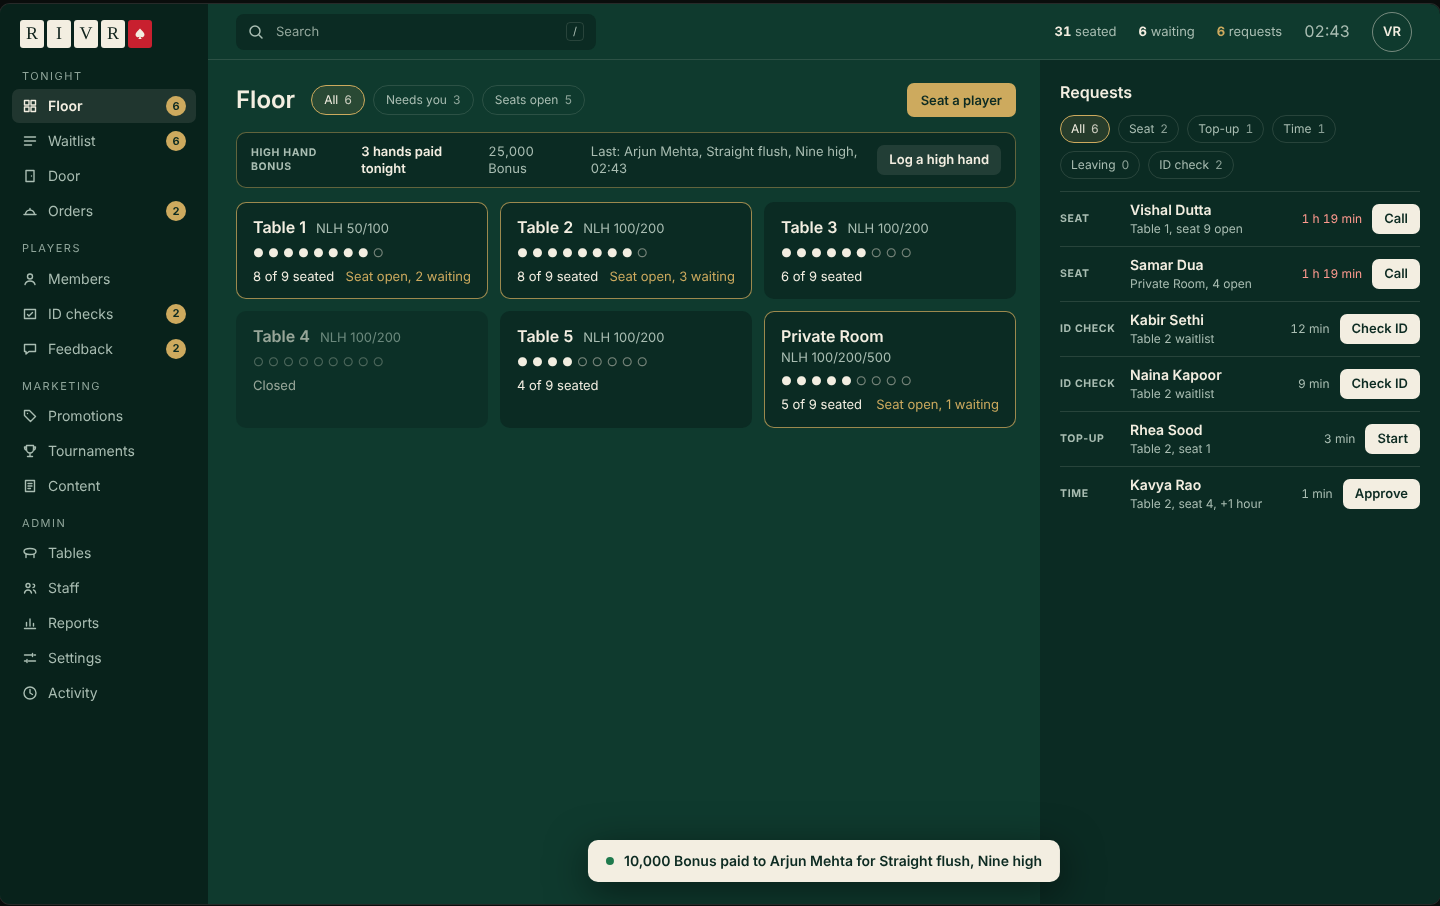 RIVR
Search
/
31 seated
6 waiting
6 requests
02:43
VR
TONIGHT
Floor 6
Waitlist 6
Door
Orders 2
PLAYERS
Members
ID checks 2
Feedback 2
MARKETING
Promotions
Tournaments
Content
ADMIN
Tables
Staff
Reports
Settings
Activity
Floor
All 6
Needs you 3
Seats open 5
Seat a player
HIGH HAND
BONUS
3 hands paid
tonight
25,000
Bonus
Last: Arjun Mehta, Straight flush, Nine high,
02:43
Log a high hand
Table 1 NLH 50/100
8 of 9 seated Seat open, 2 waiting
Table 2 NLH 100/200
8 of 9 seated Seat open, 3 waiting
Table 3 NLH 100/200
6 of 9 seated
Table 4 NLH 100/200
Closed
Table 5 NLH 100/200
4 of 9 seated
Private Room
NLH 100/200/500
5 of 9 seated Seat open, 1 waiting
Requests
All 6
Seat 2
Top-up 1
Time 1
Leaving 0
ID check 2
SEAT
Vishal Dutta
Table 1, seat 9 open
1 h 19 min
Call
SEAT
Samar Dua
Private Room, 4 open
1 h 19 min
Call
ID CHECK
Kabir Sethi
Table 2 waitlist
12 min
Check ID
ID CHECK
Naina Kapoor
Table 2 waitlist
9 min
Check ID
TOP-UP
Rhea Sood
Table 2, seat 1
3 min
Start
TIME
Kavya Rao
Table 2, seat 4, +1 hour
1 min
Approve
10,000 Bonus paid to Arjun Mehta for Straight flush, Nine high